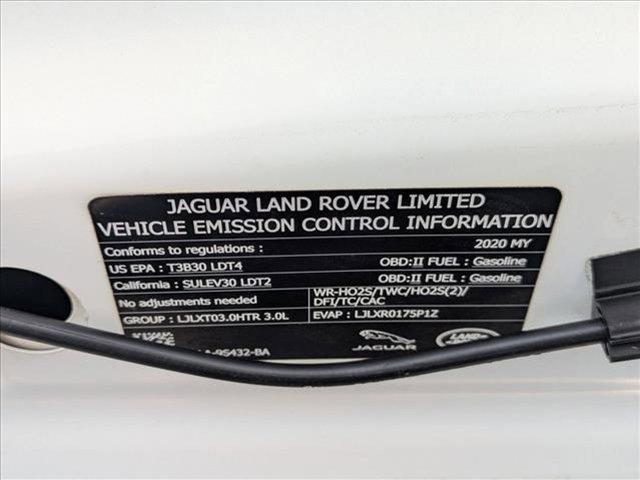 JAGUAR LAND ROVER LIMITED
VEHICLE EMISSION CONTROL INFORMATION
Conforms to regulations : 2020 MY
US EPA : T3B30 LDT4 OBD:II FUEL : Gasoline
California : SULEV30 LDT2 OBD:II FUEL : Gasoline
No adjustments needed WR-HO2S/TWC/HO2S(2)/
DFI/TC/CAC
GROUP : LJLXT03.0HTR 3.0L EVAP : LJLXR0175P1Z
-9S432-BA JAGUAR LAND ROVER